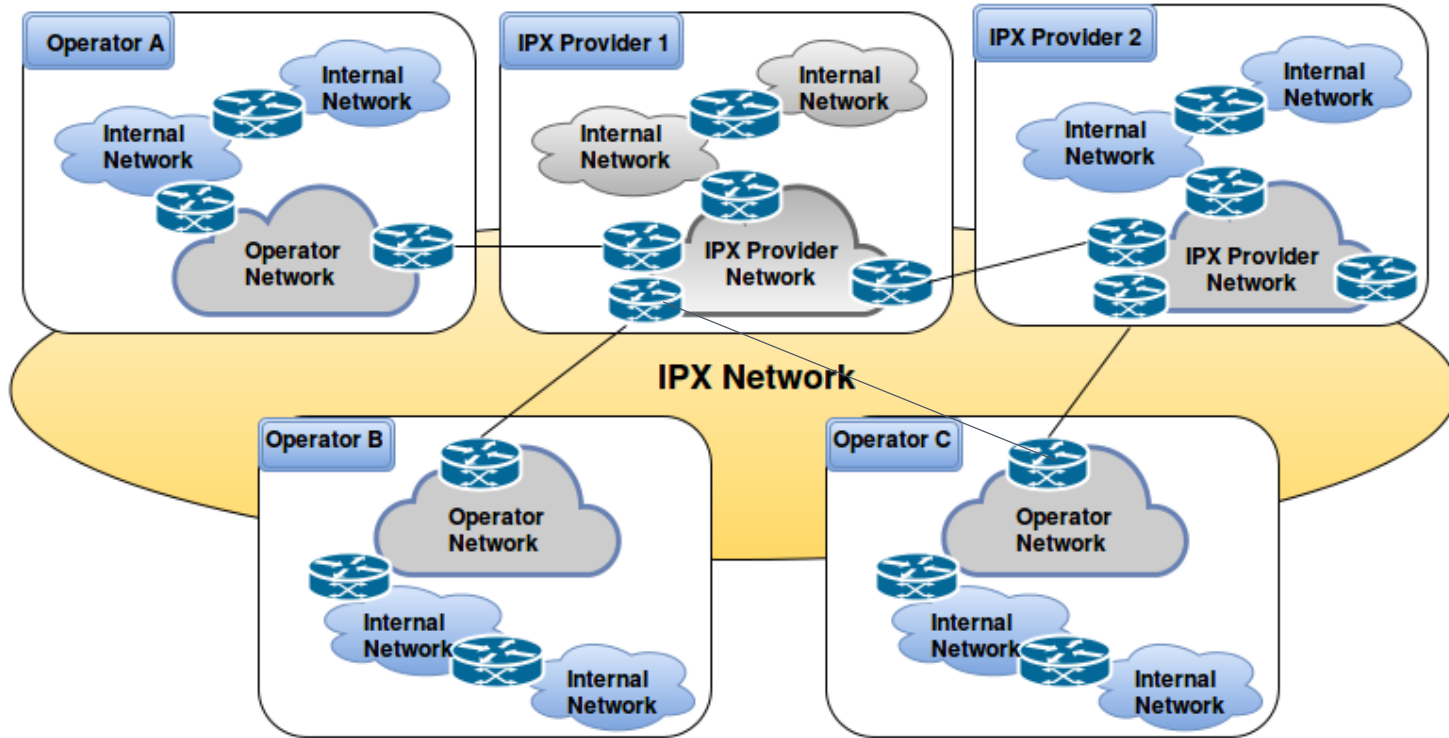 Operator A
Internal
Network
Internal
Network
Operator
Network
IPX Provider 1
Internal
Network
Internal
Network
IPX Provider
Network
IPX Provider 2
Internal
Network
Internal
Network
IPX Provider
Network
IPX Network
Operator B
Operator
Network
Internal
Network
Internal
Network
Operator C
Operator
Network
Internal
Network
Internal
Network